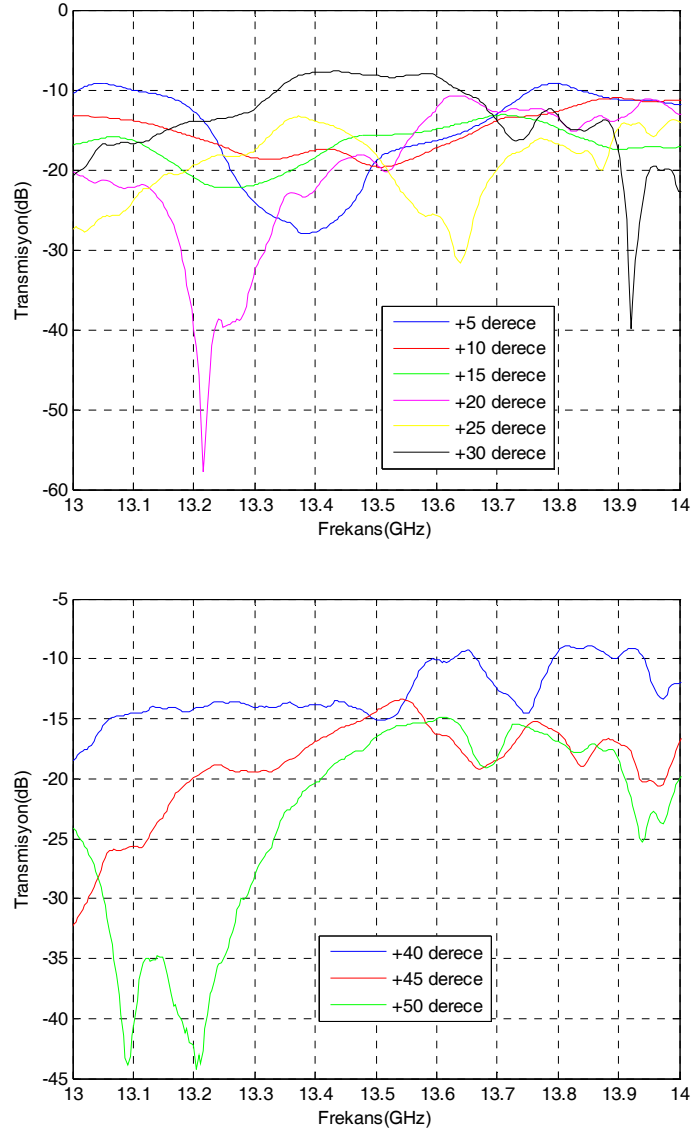 0
-10
-20
-30
-40
-50
-60
Transmisyon(dB)
+5 derece
+10 derece
+15 derece
+20 derece
+25 derece
+30 derece
13 13.1 13.2 13.3 13.4 13.5 13.6 13.7 13.8 13.9 14
Frekans(GHz)
-5
-10
-15
-20
-25
-30
-35
-40
-45
Transmisyon(dB)
+40 derece
+45 derece
+50 derece
13 13.1 13.2 13.3 13.4 13.5 13.6 13.7 13.8 13.9 14
Frekans(GHz)